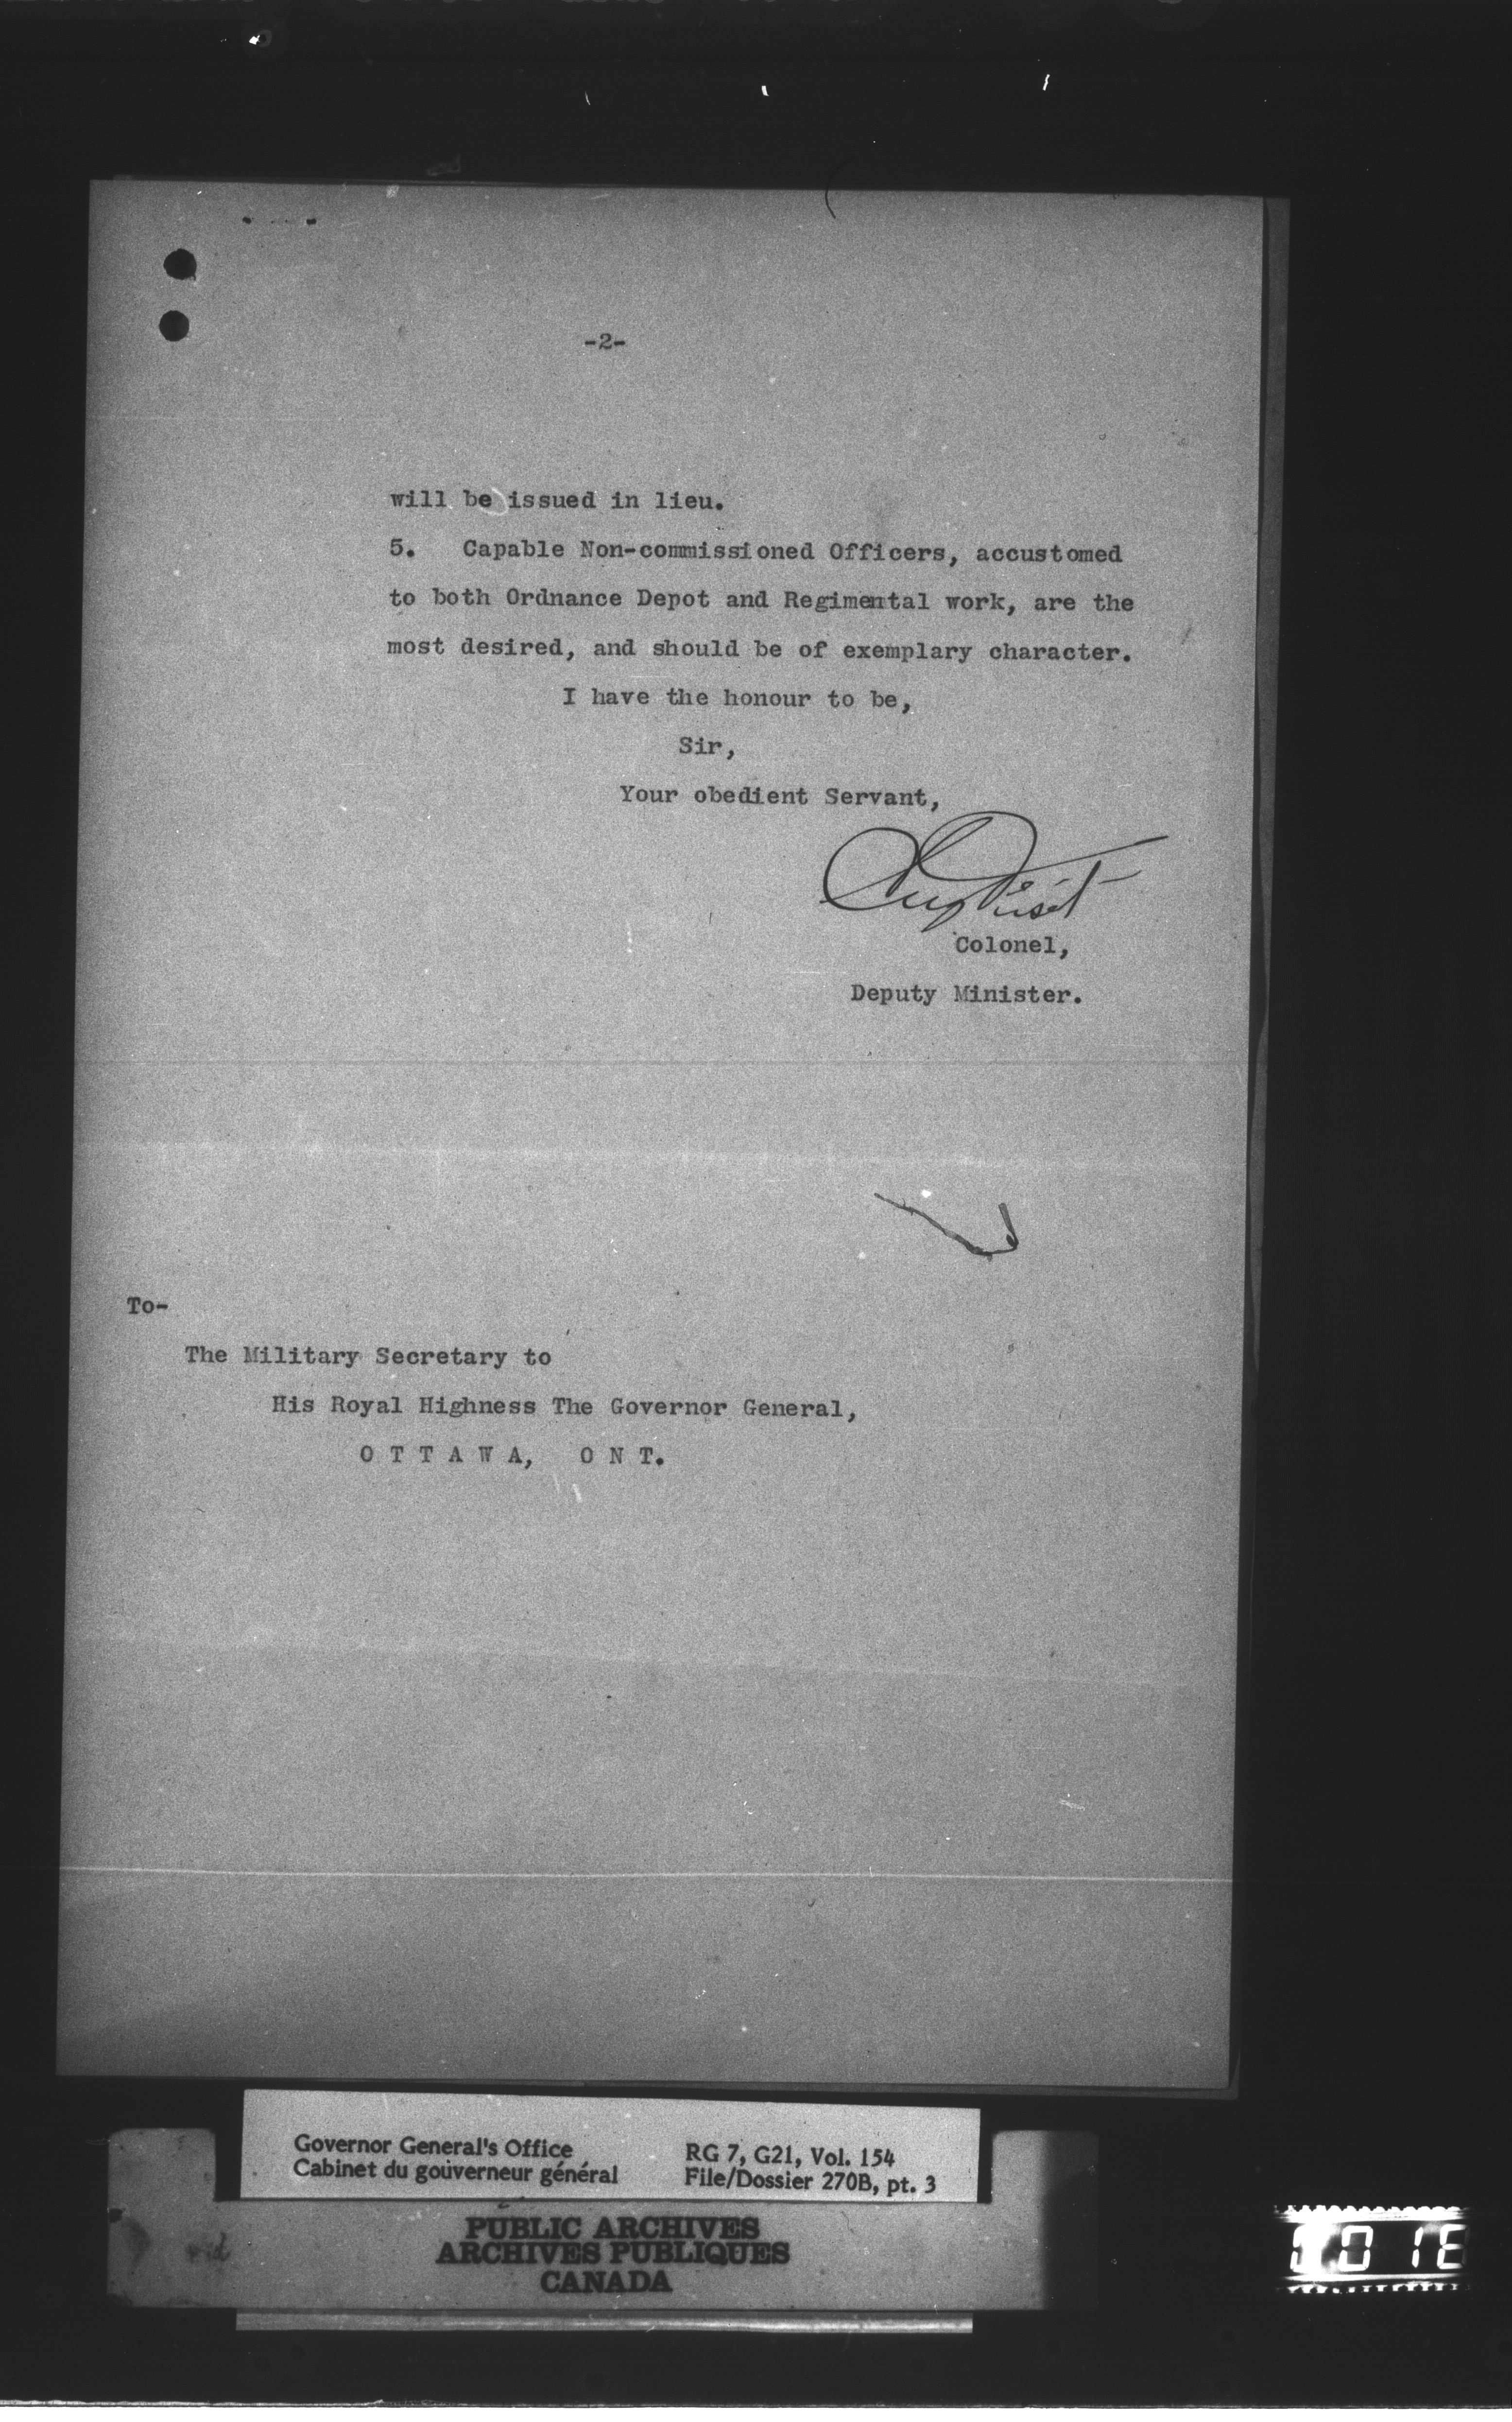 -2-
will be issued in lieu.
5. Capable Non-commissioned Officers, accustomed
to both Ordnance Depot and Regimental work, are the
most desired, and should be of exemplary character.
I have the honour to be,
Sir,
Your obedient Servant,
Colonel,
Deputy Minister.
To-
The Military Secretary to
His Royal Highness The Governor General,
O T T A W A, O N T.
Governor General's Office
Cabinet du gouverneur général
RG 7, G21, Vol. 154
File/Dossier 270B, pt. 3
PUBLIC ARCHIVES
ARCHIVES PUBLIQUES
CANADA